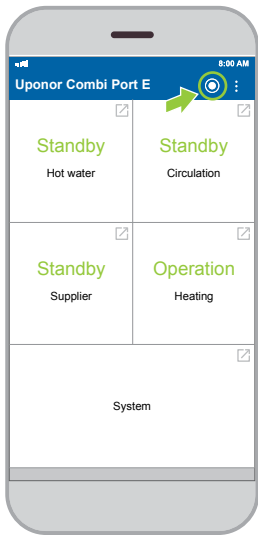 8:00 AM
Uponor Combi Port E
Standby
Hot water
Standby
Circulation
Standby
Supplier
Operation
Heating
System